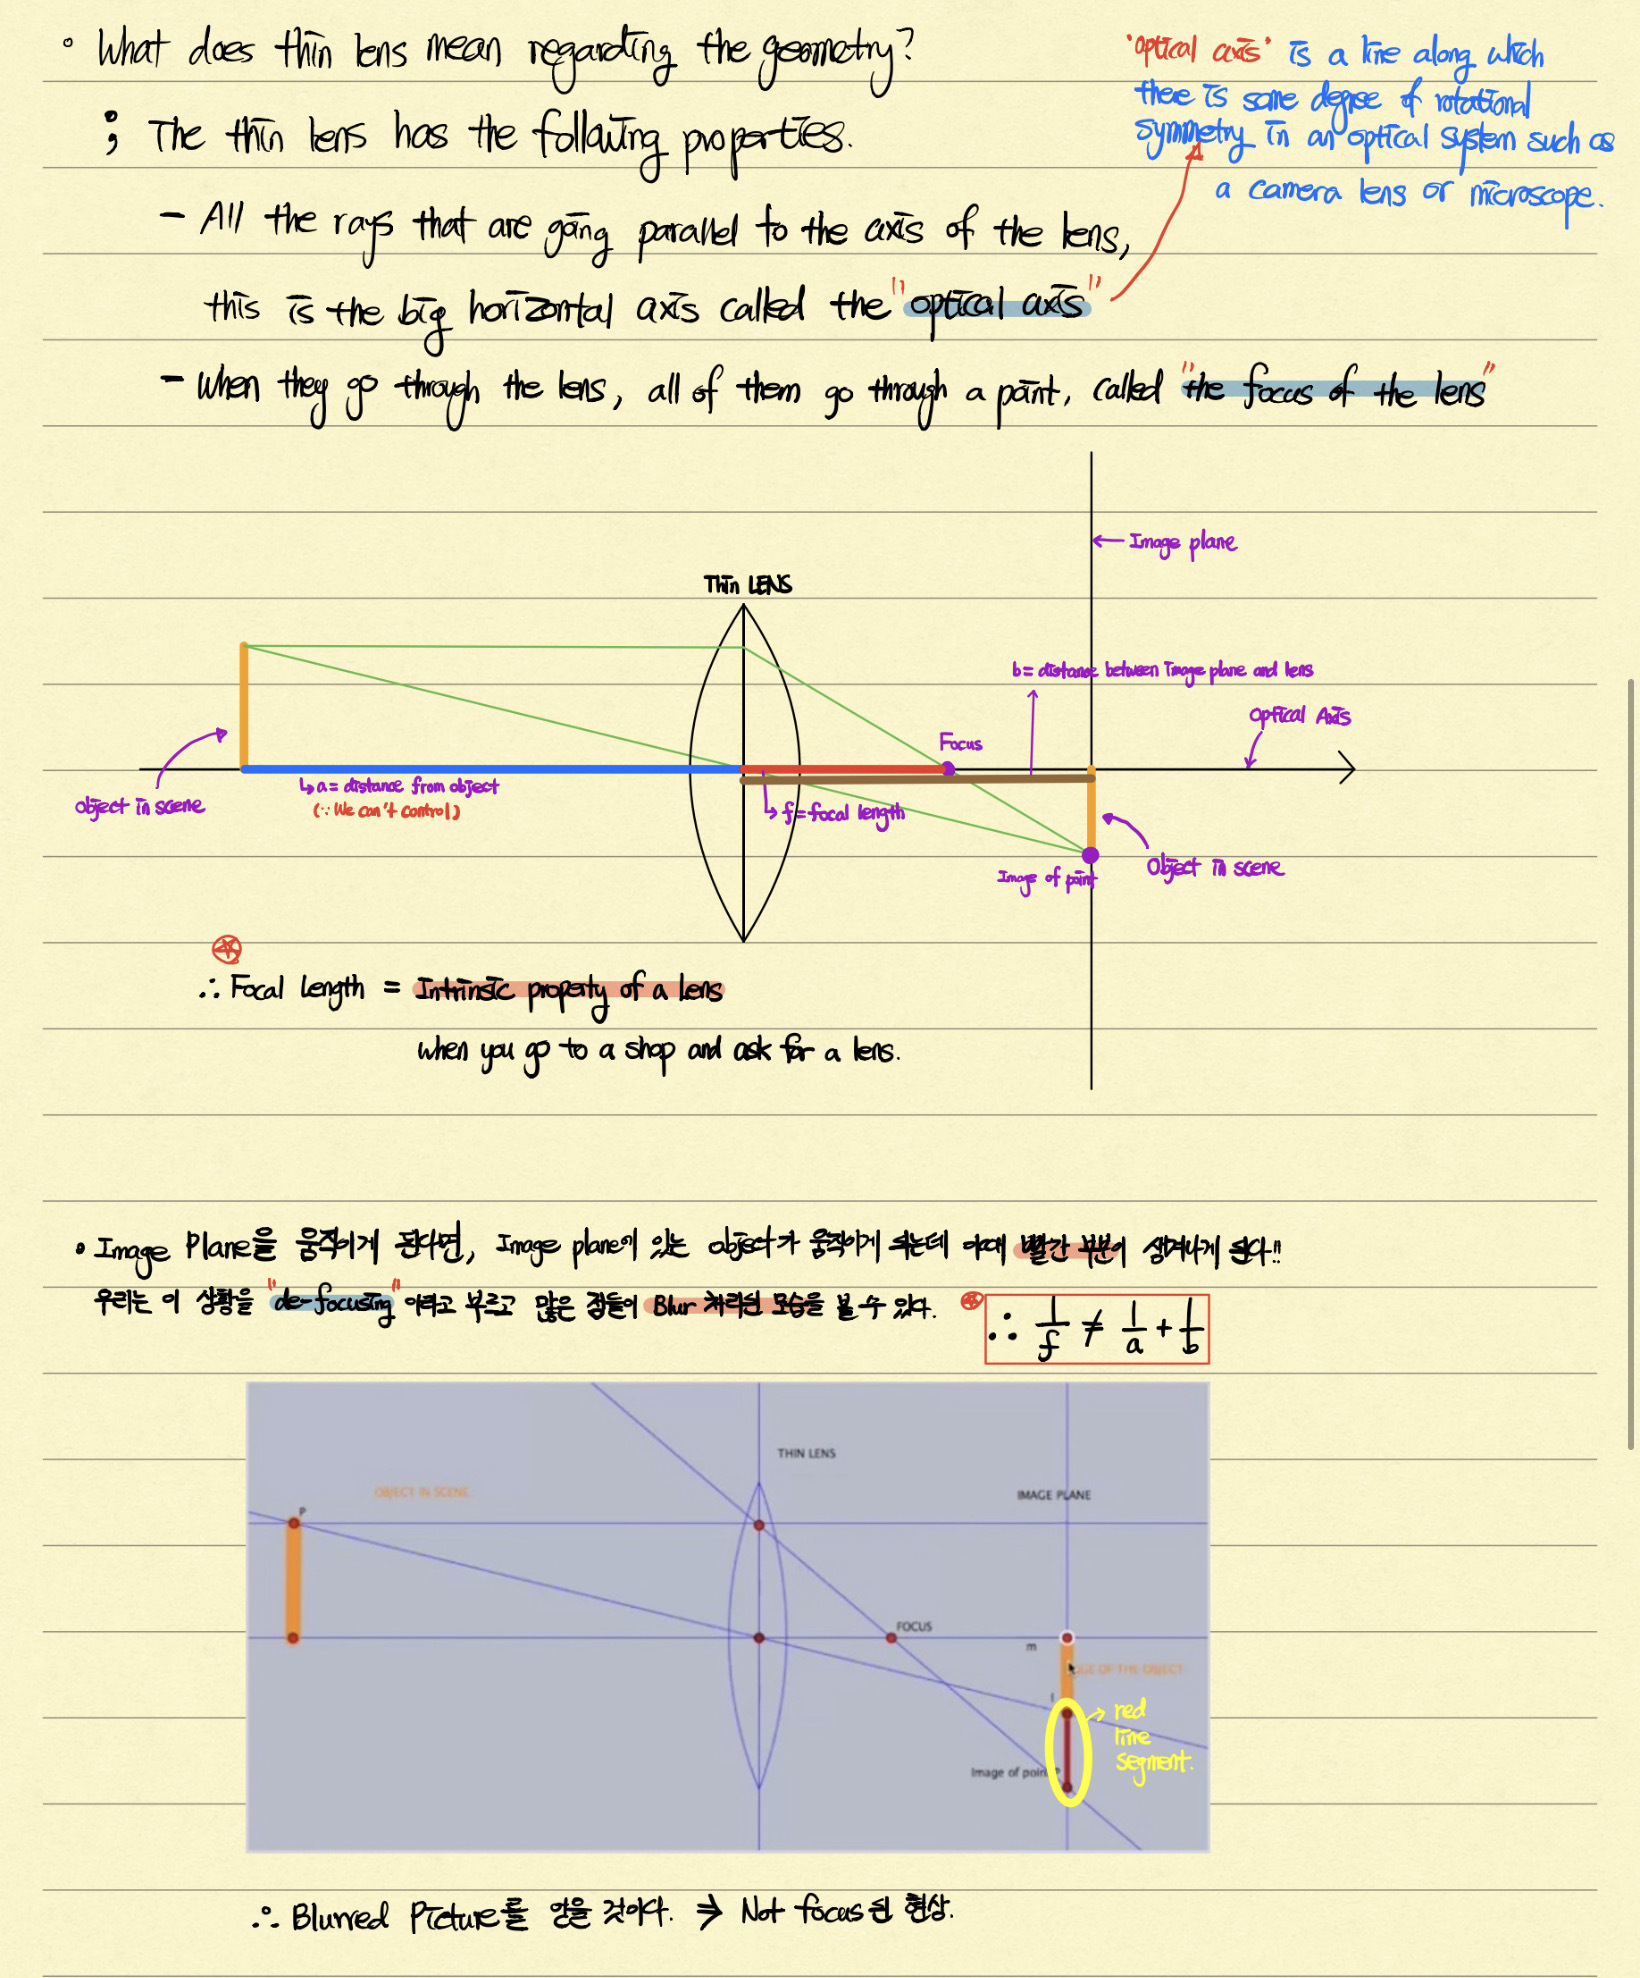 • What does thin lens mean regarding the geometry?
; The thin lens has the following properties.
"optical axis" is a line along which
there is some degree of rotational
symmetry in an optical system such as
a camera lens or microscope.
- All the rays that are going parallel to the axis of the lens,
this is the big horizontal axis called the "optical axis"
- When they go through the lens, all of them go through a point, called "the focus of the lens"
Image plane
Thin LENS
b = distance between image plane and lens
Optical Axis
Focus
↳ a = distance from object
(∵ We can't control)
object in scene
↳ f = focal length
Object in scene
Image of point
∴ Focal Length = Intrinsic property of a lens
when you go to a shop and ask for a lens.
• Image Plane을 움직이게 된다면, Image plane에 있는 object가 움직이게 되는데 이때 빨간 부분이 생겨나게 된다!!
우리는 이 상황을 "de-focusing" 이라고 부르고 많은 점들이 Blur 처리된 모습을 볼 수 있다.
∴ 1/f ≠ 1/a + 1/b
THIN LENS
OBJECT IN SCENE
IMAGE PLANE
P
FOCUS
m
GE OF THE OBJECT
I
→ red
line
segment.
Image of poin P
∴ Blurred Picture를 얻을 것이다. ⇒ Not focus된 현상.